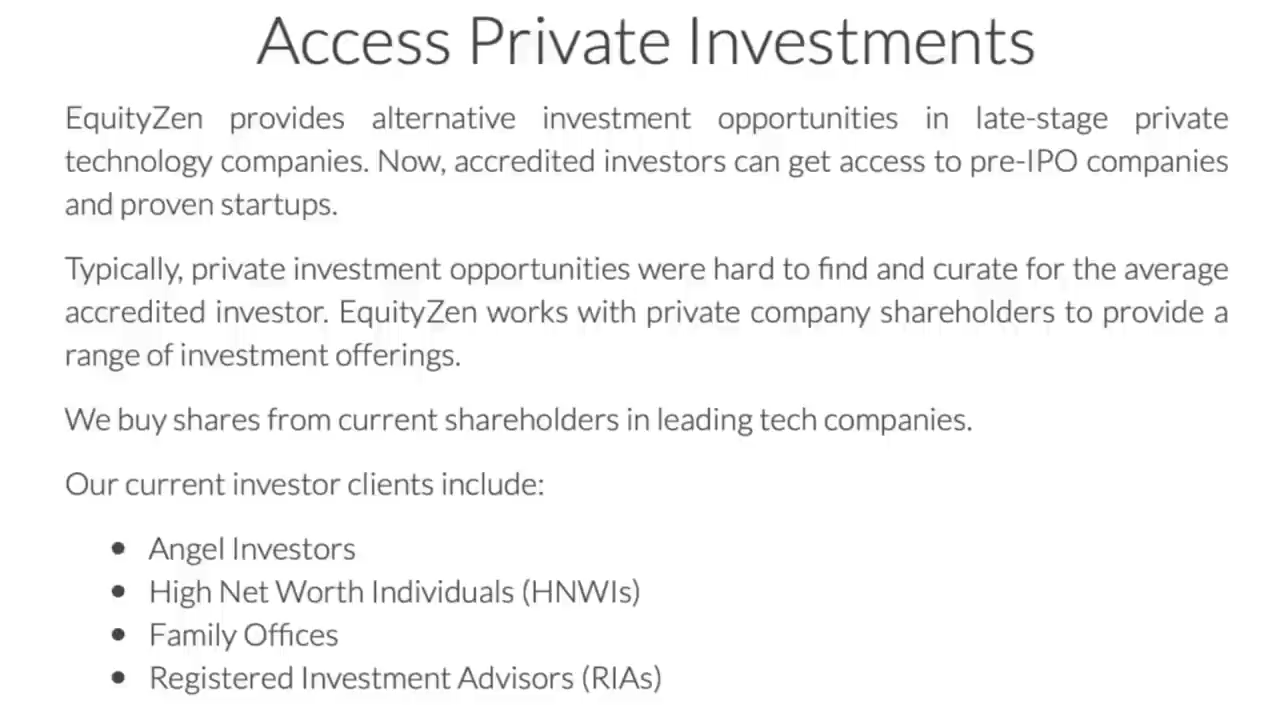 Access Private Investments
EquityZen provides alternative investment opportunities in late-stage private
technology companies. Now, accredited investors can get access to pre-IPO companies
and proven startups.
Typically, private investment opportunities were hard to find and curate for the average
accredited investor. EquityZen works with private company shareholders to provide a
range of investment offerings.
We buy shares from current shareholders in leading tech companies.
Our current investor clients include:
• Angel Investors
• High Net Worth Individuals (HNWIs)
• Family Offices
• Registered Investment Advisors (RIAs)